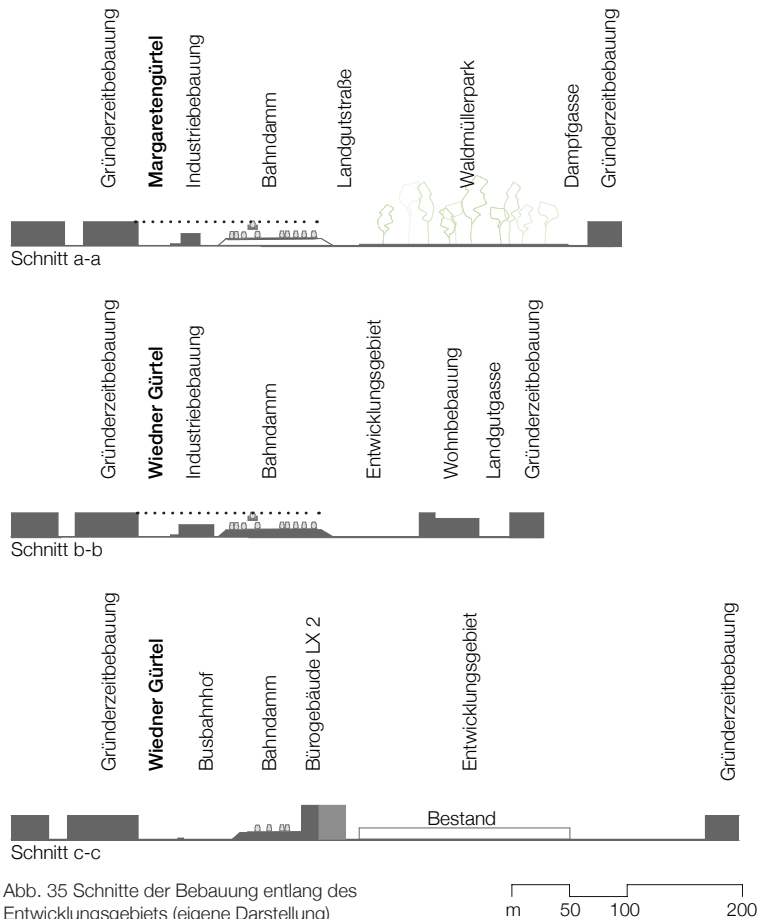 Gründerzeitbebauung
Margaretengürtel
Industriebebauung
Bahndamm
Landgutstraße
Waldmüllerpark
Dampfgasse
Gründerzeitbebauung
Schnitt a-a
Gründerzeitbebauung
Wiedner Gürtel
Industriebebauung
Bahndamm
Entwicklungsgebiet
Wohnbebauung
Landgutgasse
Gründerzeitbebauung
Schnitt b-b
Gründerzeitbebauung
Wiedner Gürtel
Busbahnhof
Bahndamm
Bürogebäude LX 2
Entwicklungsgebiet
Gründerzeitbebauung
Bestand
Schnitt c-c
Abb. 35 Schnitte der Bebauung entlang des
Entwicklungsgebiets (eigene Darstellung)
m 50 100 200